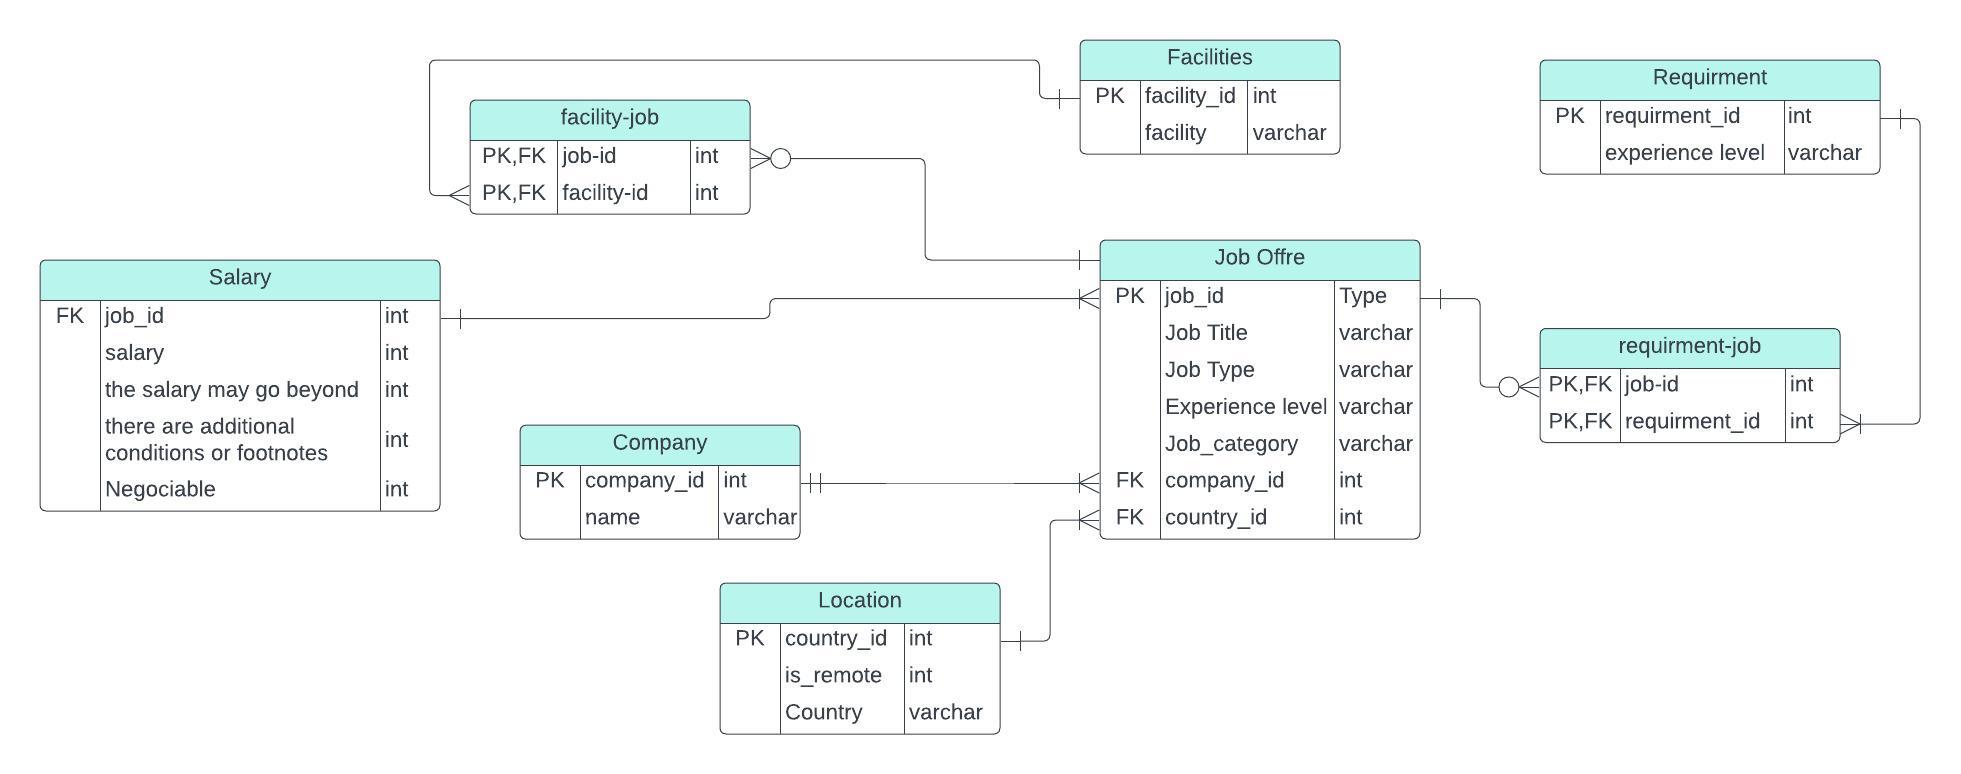 Facilities
PK facility_id int
facility varchar
Requirment
PK requirment_id int
experience level varchar
facility-job
PK,FK job-id int
PK,FK facility-id int
Salary
FK job_id int
salary int
the salary may go beyond int
there are additional
conditions or footnotes int
Negociable int
Job Offre
PK job_id Type
Job Title varchar
Job Type varchar
Experience level varchar
Job_category varchar
FK company_id int
FK country_id int
requirment-job
PK,FK job-id int
PK,FK requirment_id int
Company
PK company_id int
name varchar
Location
PK country_id int
is_remote int
Country varchar